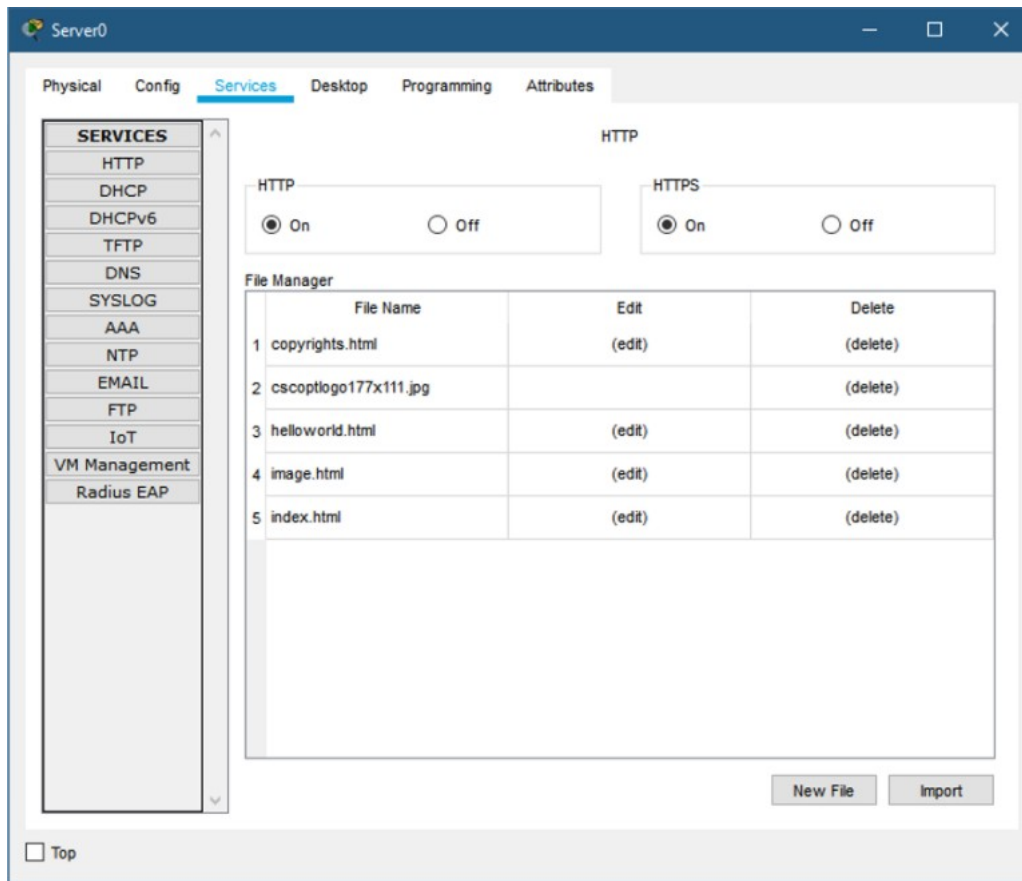 Server0
Physical Config Services Desktop Programming Attributes
SERVICES
HTTP
DHCP
DHCPv6
TFTP
DNS
SYSLOG
AAA
NTP
EMAIL
FTP
IoT
VM Management
Radius EAP
HTTP
HTTP
On Off
HTTPS
On Off
File Manager
File Name Edit Delete
1 copyrights.html (edit) (delete)
2 cscoptlogo177x111.jpg (delete)
3 helloworld.html (edit) (delete)
4 image.html (edit) (delete)
5 index.html (edit) (delete)
New File Import
Top